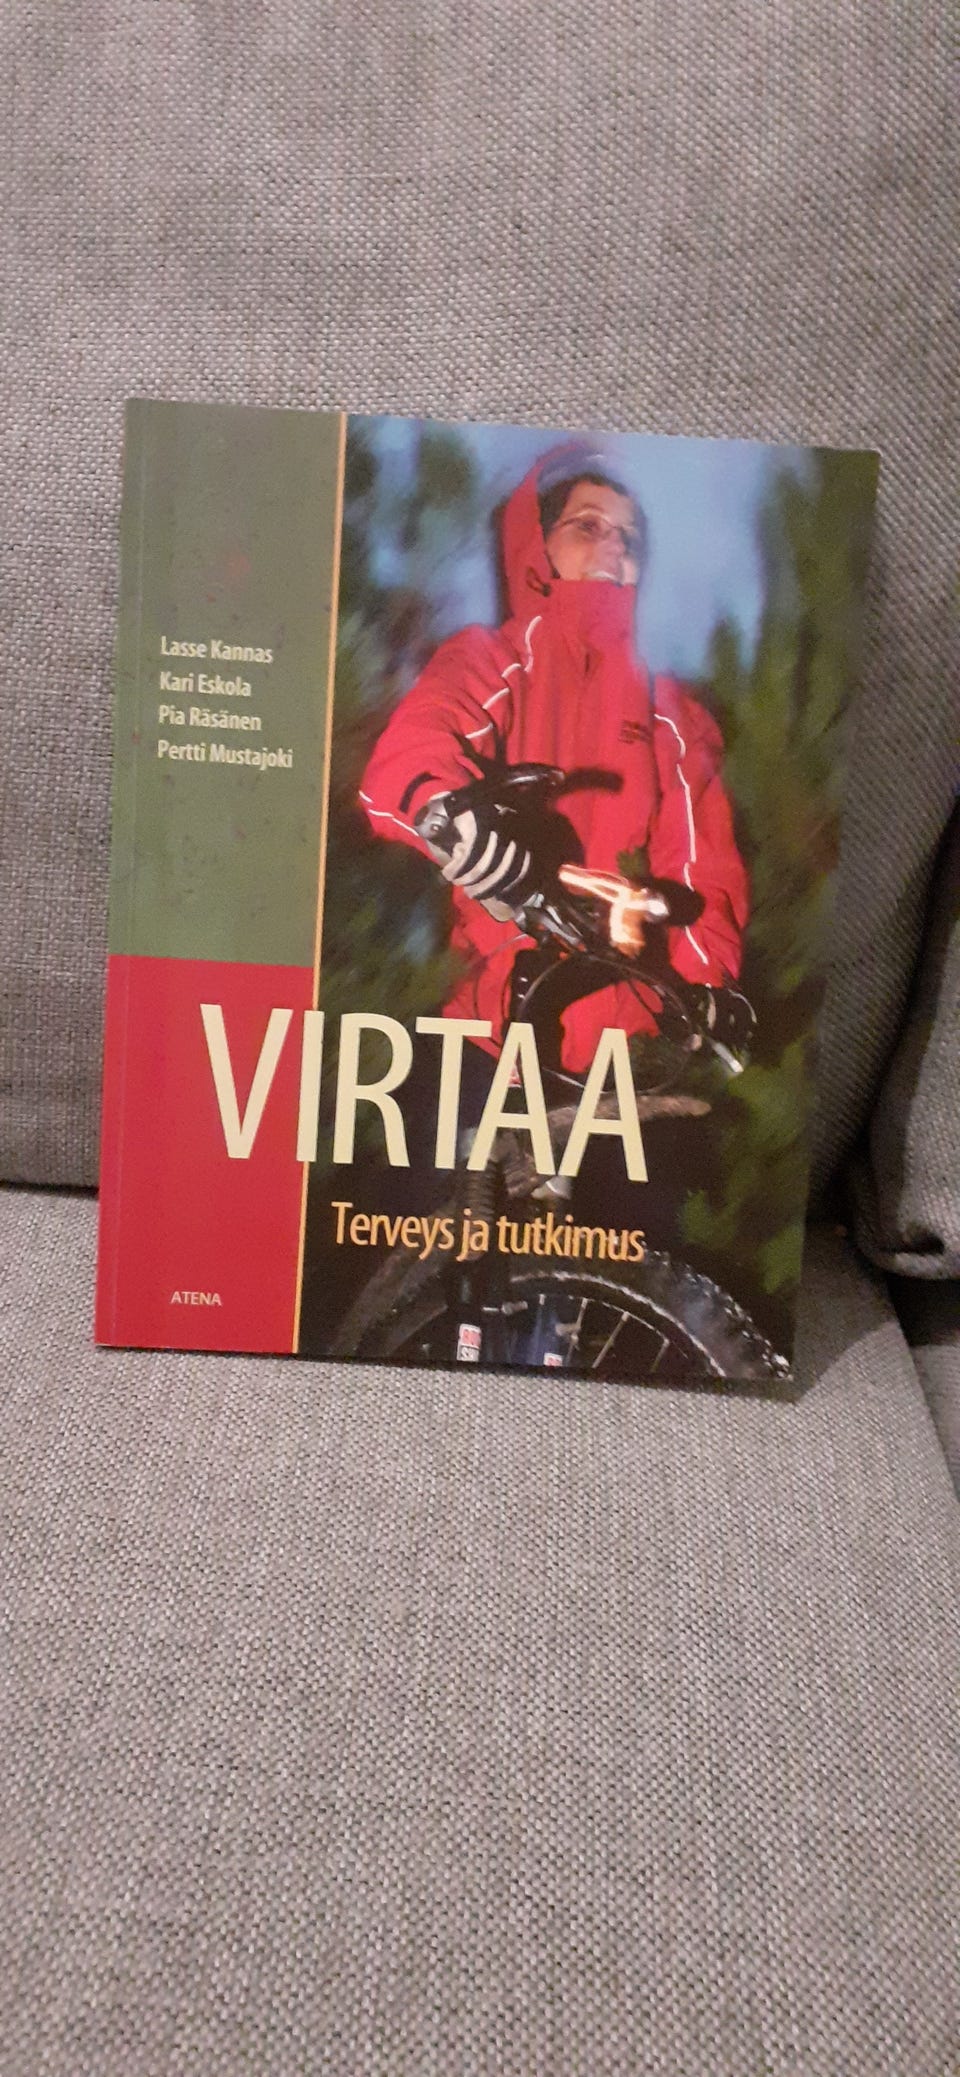 Lasse Kannas
Kari Eskola
Pia Räsänen
Pertti Mustajoki
VIRTAA
Terveys ja tutkimus
ATENA